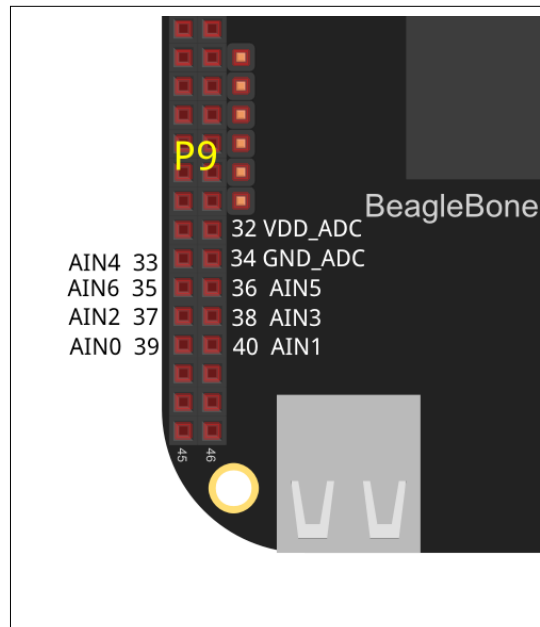 P9
BeagleBone
32 VDD_ADC
AIN4 33 34 GND_ADC
AIN6 35 36 AIN5
AIN2 37 38 AIN3
AIN0 39 40 AIN1
45 46